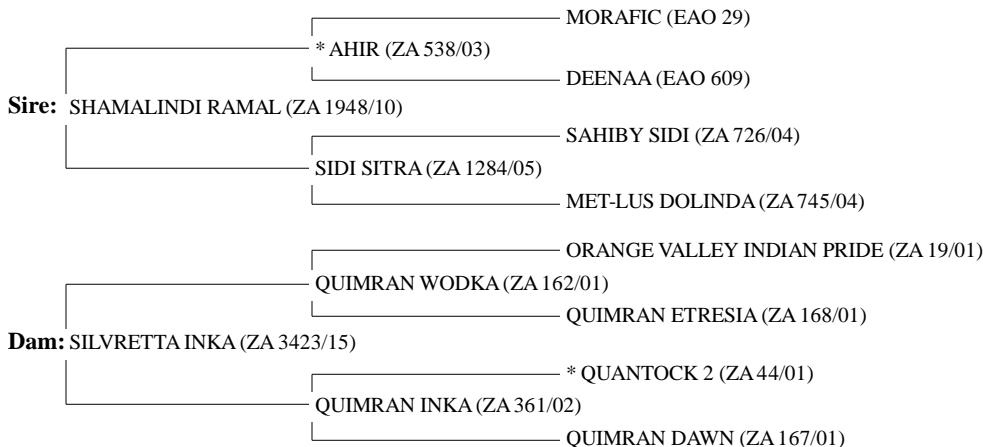 MORAFIC (EAO 29)
* AHIR (ZA 538/03)
DEENAA (EAO 609)
Sire: SHAMALINDI RAMAL (ZA 1948/10)
SAHIBY SIDI (ZA 726/04)
SIDI SITRA (ZA 1284/05)
MET-LUS DOLINDA (ZA 745/04)
ORANGE VALLEY INDIAN PRIDE (ZA 19/01)
QUIMRAN WODKA (ZA 162/01)
QUIMRAN ETRESIA (ZA 168/01)
Dam: SILVRETTA INKA (ZA 3423/15)
* QUANTOCK 2 (ZA 44/01)
QUIMRAN INKA (ZA 361/02)
QUIMRAN DAWN (ZA 167/01)